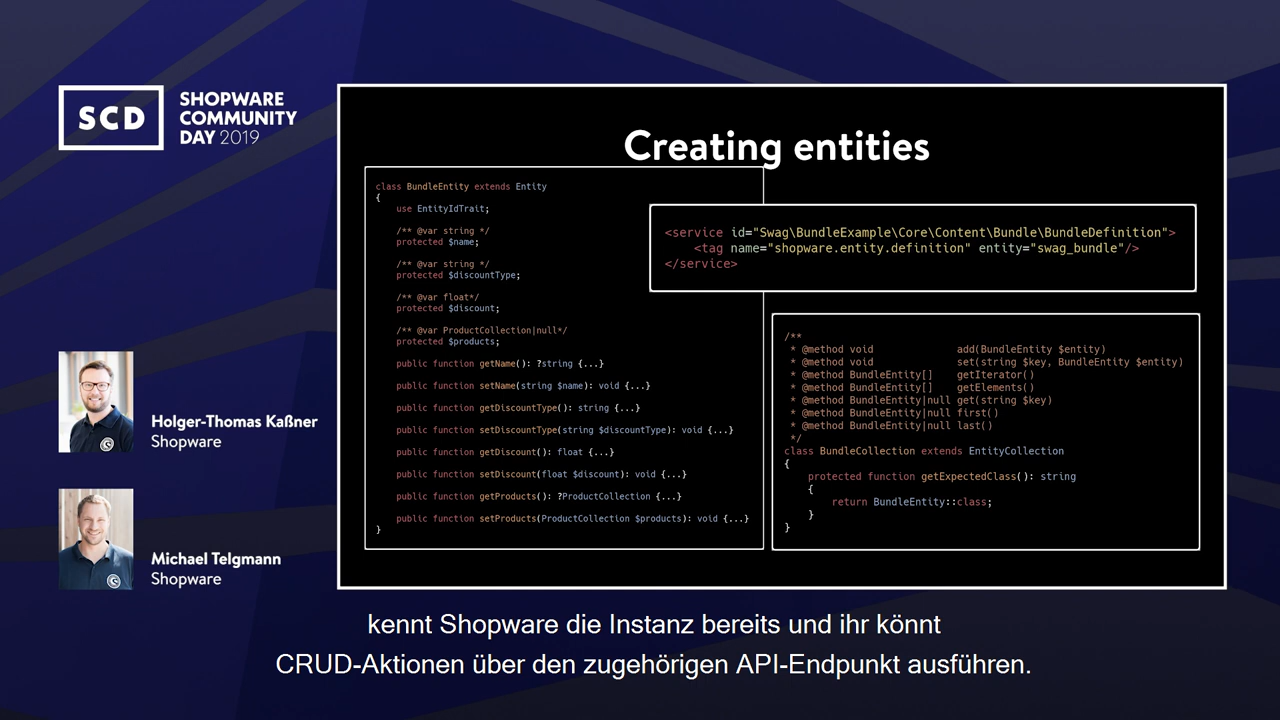 SCD
SHOPWARE
COMMUNITY
DAY 2019
Creating entities
class BundleEntity extends Entity
{
    use EntityIdTrait;
    /** @var string */
    protected $name;
    /** @var string */
    protected $discountType;
    /** @var float*/
    protected $discount;
    /** @var ProductCollection|null*/
    protected $products;
    public function getName(): ?string {...}
    public function setName(string $name): void {...}
    public function getDiscountType(): string {...}
    public function setDiscountType(string $discountType): void {...}
    public function getDiscount(): float {...}
    public function setDiscount(float $discount): void {...}
    public function getProducts(): ?ProductCollection {...}
    public function setProducts(ProductCollection $products): void {...}
}
<service id="Swag\BundleExample\Core\Content\Bundle\BundleDefinition">
    <tag name="shopware.entity.definition" entity="swag_bundle"/>
</service>
/**
 * @method void              add(BundleEntity $entity)
 * @method void              set(string $key, BundleEntity $entity)
 * @method BundleEntity[]    getIterator()
 * @method BundleEntity[]    getElements()
 * @method BundleEntity|null get(string $key)
 * @method BundleEntity|null first()
 * @method BundleEntity|null last()
 */
class BundleCollection extends EntityCollection
{
    protected function getExpectedClass(): string
    {
        return BundleEntity::class;
    }
}
Holger-Thomas Kaßner
Shopware
Michael Telgmann
Shopware
kennt Shopware die Instanz bereits und ihr könnt
CRUD-Aktionen über den zugehörigen API-Endpunkt ausführen.